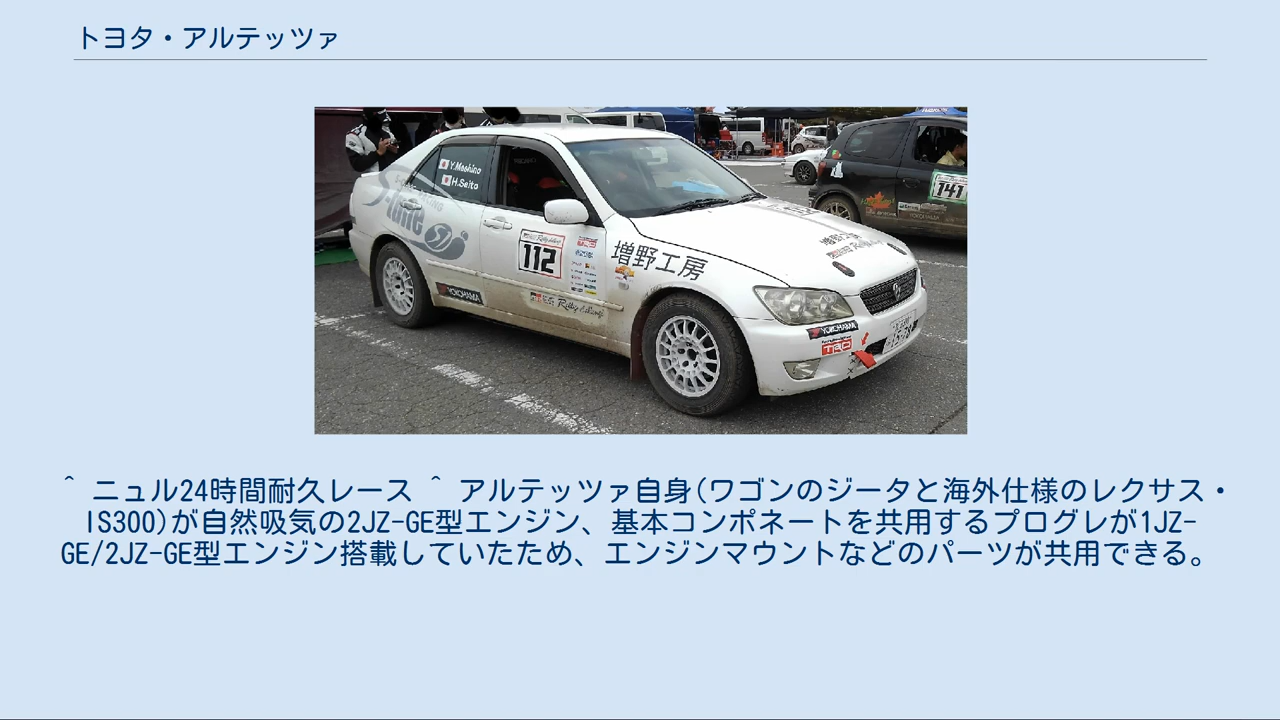 トヨタ・アルテッツァ
Y.Mashino
H.Saito
141
S-tune
112
増野工房
YOKOHAMA
YOKOHAMA
TRD
^ ニュル24時間耐久レース ^ アルテッツァ自身(ワゴンのジータと海外仕様のレクサス・
IS300)が自然吸気の2JZ-GE型エンジン、基本コンポネートを共用するプログレが1JZ-
GE/2JZ-GE型エンジン搭載していたため、エンジンマウントなどのパーツが共用できる。